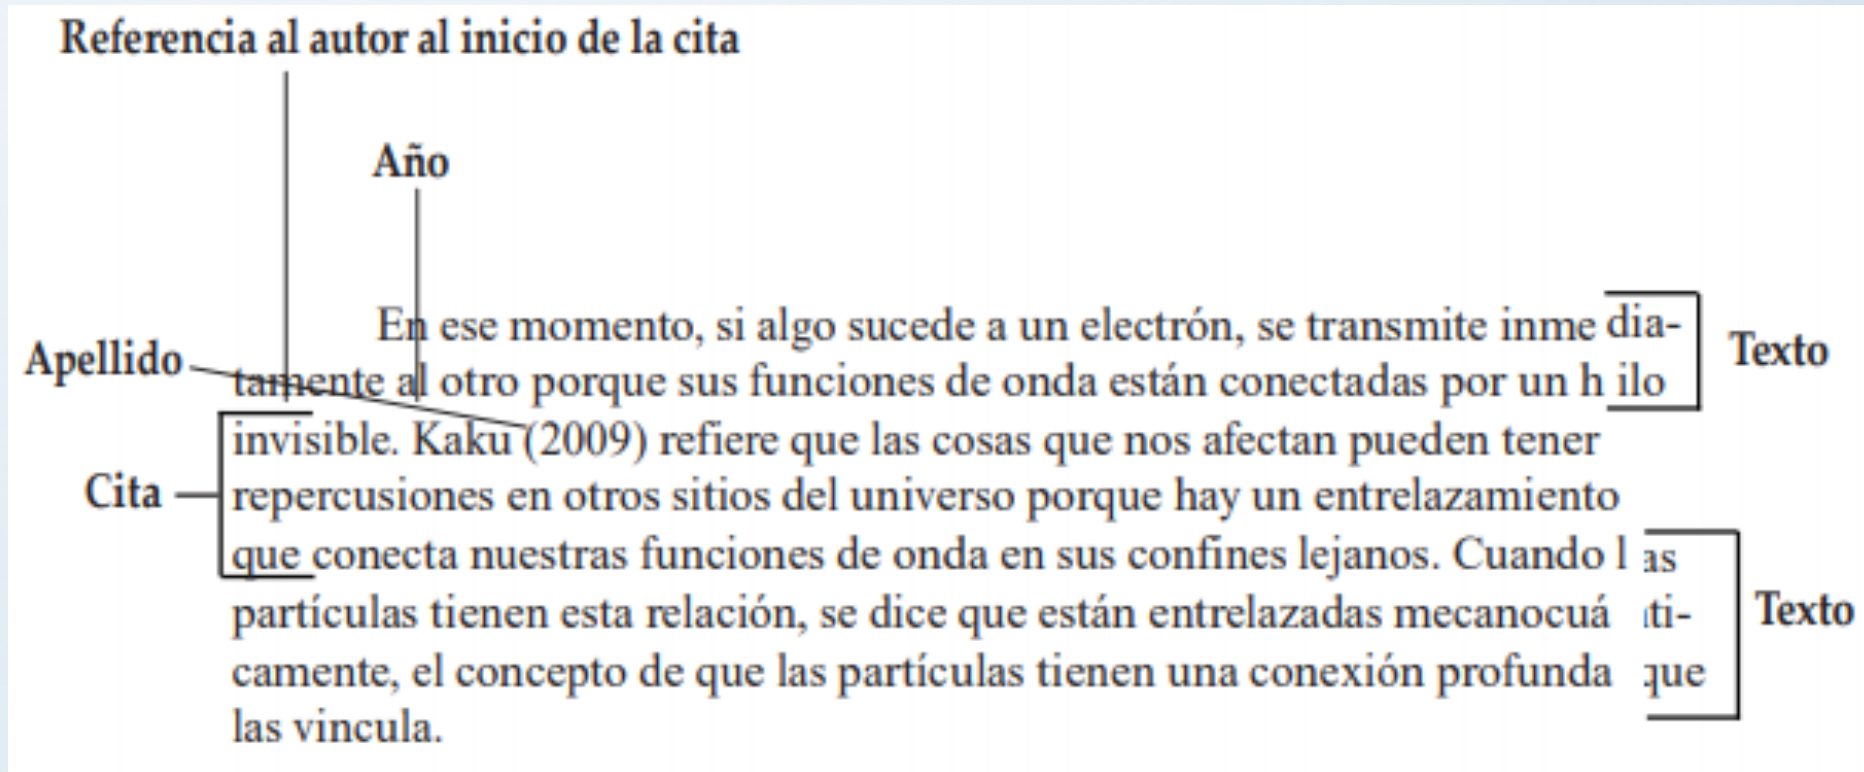 Referencia al autor al inicio de la cita
Año
En ese momento, si algo sucede a un electrón, se transmite inme dia-
Texto
Apellido
tamente al otro porque sus funciones de onda están conectadas por un h ilo
invisible. Kaku (2009) refiere que las cosas que nos afectan pueden tener
Cita
repercusiones en otros sitios del universo porque hay un entrelazamiento
que conecta nuestras funciones de onda en sus confines lejanos. Cuando l as
partículas tienen esta relación, se dice que están entrelazadas mecanocuá nti-
Texto
camente, el concepto de que las partículas tienen una conexión profunda que
las vincula.